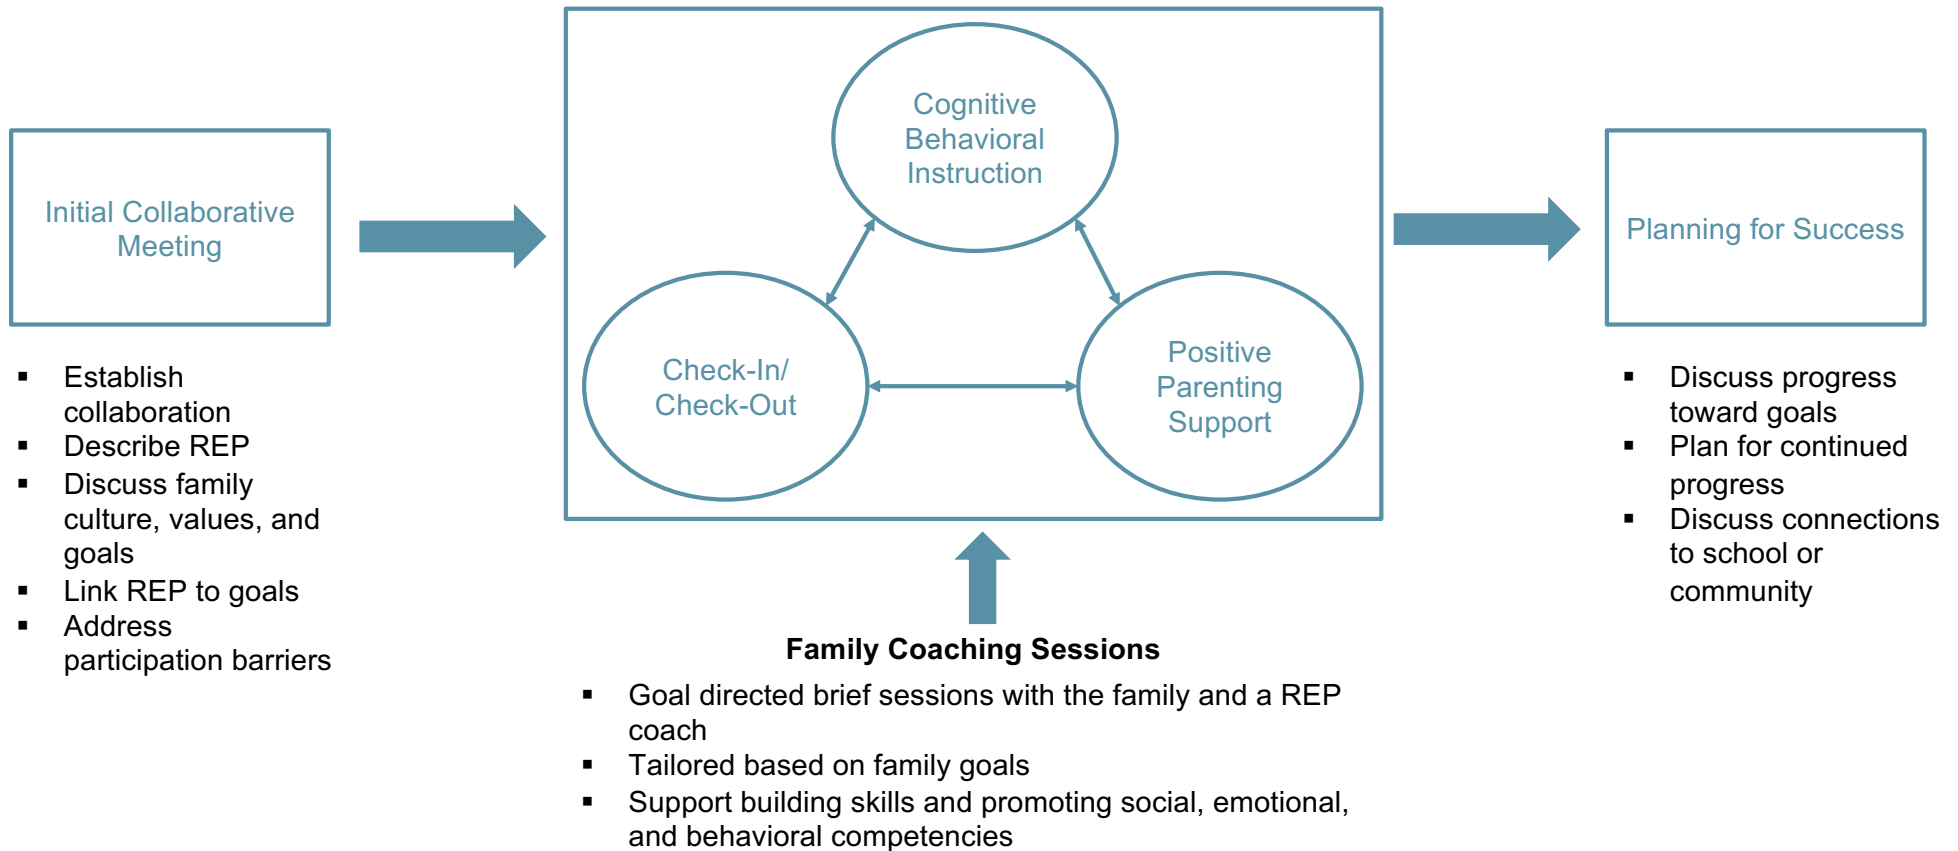 Initial Collaborative
Meeting
▪ Establish
collaboration
▪ Describe REP
▪ Discuss family
culture, values, and
goals
▪ Link REP to goals
▪ Address
participation barriers
Cognitive
Behavioral
Instruction
Check-In/
Check-Out
Positive
Parenting
Support
Family Coaching Sessions
▪ Goal directed brief sessions with the family and a REP
coach
▪ Tailored based on family goals
▪ Support building skills and promoting social, emotional,
and behavioral competencies
Planning for Success
▪ Discuss progress
toward goals
▪ Plan for continued
progress
▪ Discuss connections
to school or
community